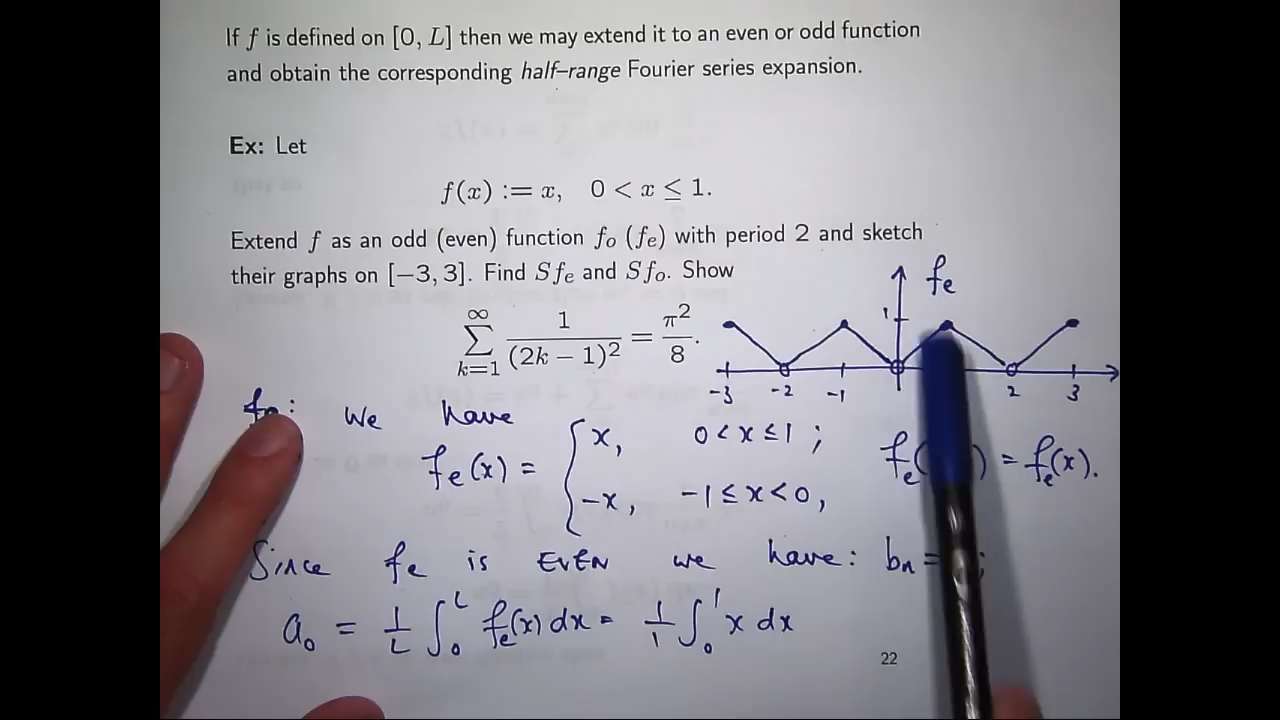 If f is defined on [0, L] then we may extend it to an even or odd function
and obtain the corresponding half–range Fourier series expansion.
Ex: Let
f(x) := x, 0 < x ≤ 1.
Extend f as an odd (even) function f_o (f_e) with period 2 and sketch
their graphs on [−3, 3]. Find Sf_e and Sf_o. Show
∑_{k=1}^{∞} 1/(2k − 1)^2 = π^2/8.
f_e
1
-3 -2 -1 2 3
We have
f_e(x) = { x, 0 < x ≤ 1 ;
-x, -1 ≤ x < 0,
f_e( ) = f_e(x).
Since f_e is EVEN we have: b_n = ;
a_0 = 1/L ∫_0^L f_e(x) dx = 1/1 ∫_0^1 x dx
22